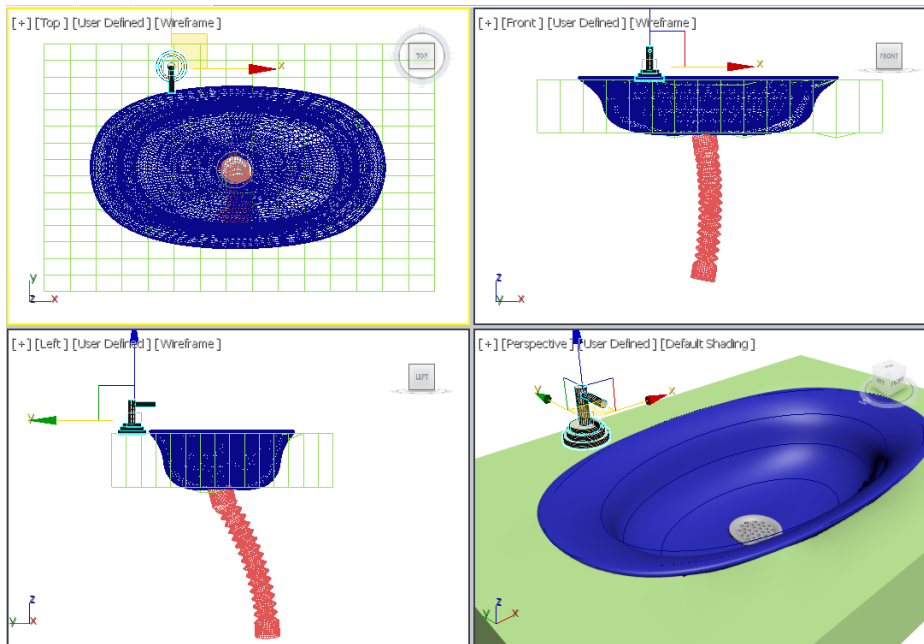 [+] [Top] [User Defined] [Wireframe]
TOP
x
y
z x
[+] [Front] [User Defined] [Wireframe]
FRONT
x
z
y x
[+] [Left] [User Defined] [Wireframe]
LEFT
y
z
y x
[+] [Perspective] [User Defined] [Default Shading]
FRONT
y
x
z
y x